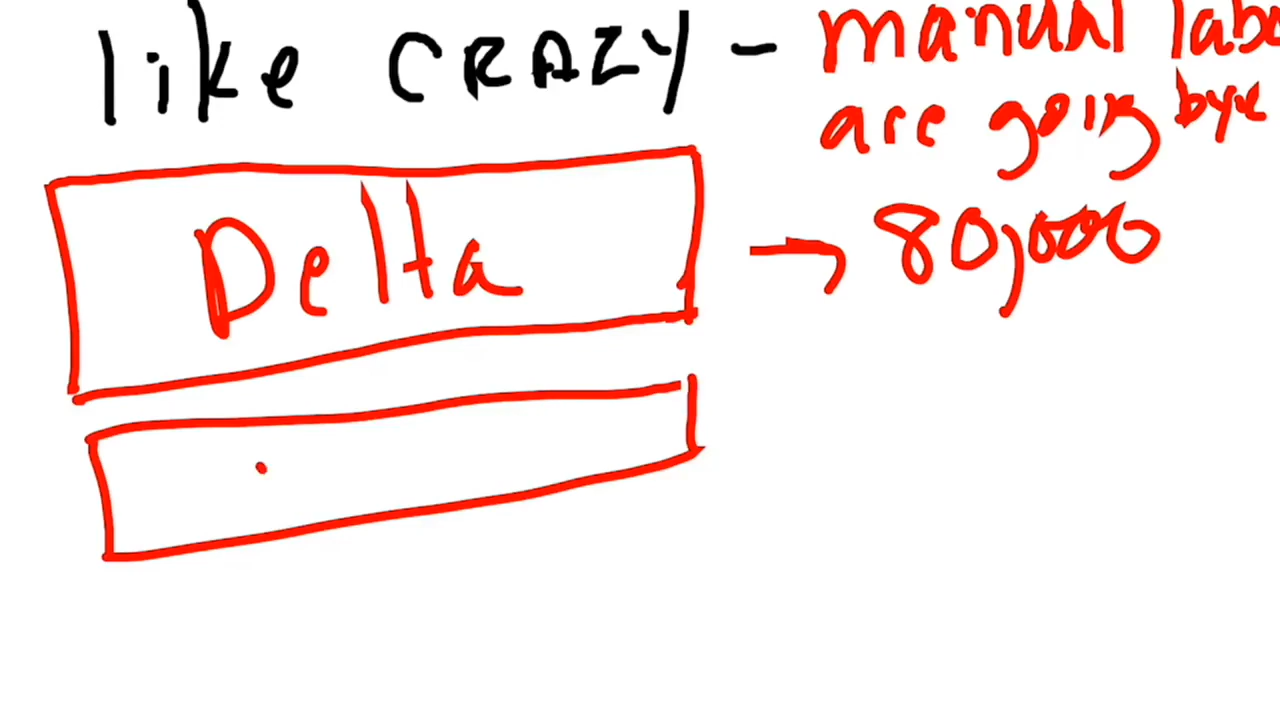 like CRAZY - manual labo
are going bye
Delta → 80,000